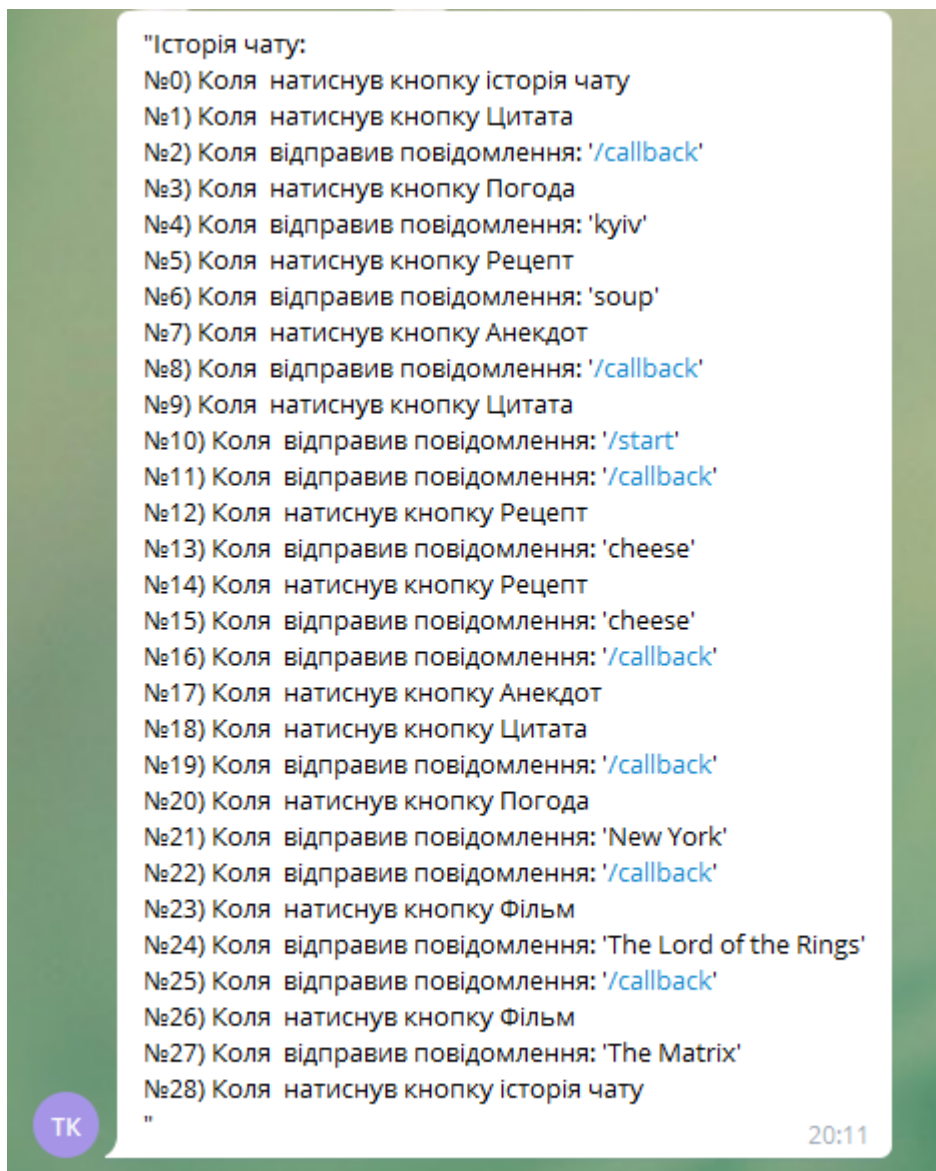 "Історія чату:
№0) Коля  натиснув кнопку історія чату
№1) Коля  натиснув кнопку Цитата
№2) Коля  відправив повідомлення: '/callback'
№3) Коля  натиснув кнопку Погода
№4) Коля  відправив повідомлення: 'kyiv'
№5) Коля  натиснув кнопку Рецепт
№6) Коля  відправив повідомлення: 'soup'
№7) Коля  натиснув кнопку Анекдот
№8) Коля  відправив повідомлення: '/callback'
№9) Коля  натиснув кнопку Цитата
№10) Коля  відправив повідомлення: '/start'
№11) Коля  відправив повідомлення: '/callback'
№12) Коля  натиснув кнопку Рецепт
№13) Коля  відправив повідомлення: 'cheese'
№14) Коля  натиснув кнопку Рецепт
№15) Коля  відправив повідомлення: 'cheese'
№16) Коля  відправив повідомлення: '/callback'
№17) Коля  натиснув кнопку Анекдот
№18) Коля  натиснув кнопку Цитата
№19) Коля  відправив повідомлення: '/callback'
№20) Коля  натиснув кнопку Погода
№21) Коля  відправив повідомлення: 'New York'
№22) Коля  відправив повідомлення: '/callback'
№23) Коля  натиснув кнопку Фільм
№24) Коля  відправив повідомлення: 'The Lord of the Rings'
№25) Коля  відправив повідомлення: '/callback'
№26) Коля  натиснув кнопку Фільм
№27) Коля  відправив повідомлення: 'The Matrix'
№28) Коля  натиснув кнопку історія чату
"
ТК
20:11